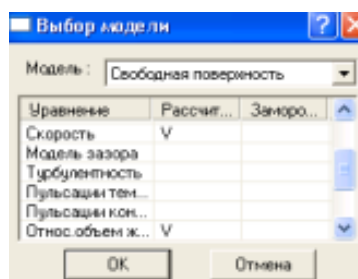 Выбор модели
Модель : Свободная поверхность
Уравнение Рассчит... Заморо...
Скорость V
Модель зазора
Турбулентность
Пульсации тем...
Пульсации кон...
Относ.объем ж... V
OK Отмена